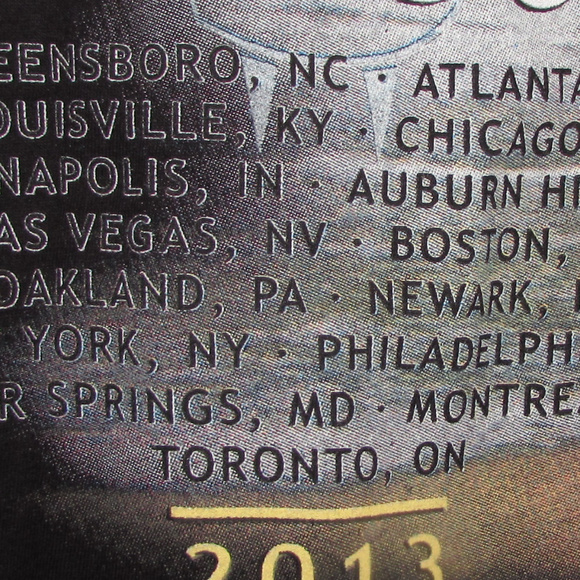 EENSBORO, NC · ATLANTA
OUISVILLE, KY · CHICAGO
NAPOLIS, IN · AUBURN H
AS VEGAS, NV · BOSTON,
OAKLAND, PA · NEWARK,
YORK, NY · PHILADELPH
R SPRINGS, MD · MONTRE
TORONTO, ON
2013